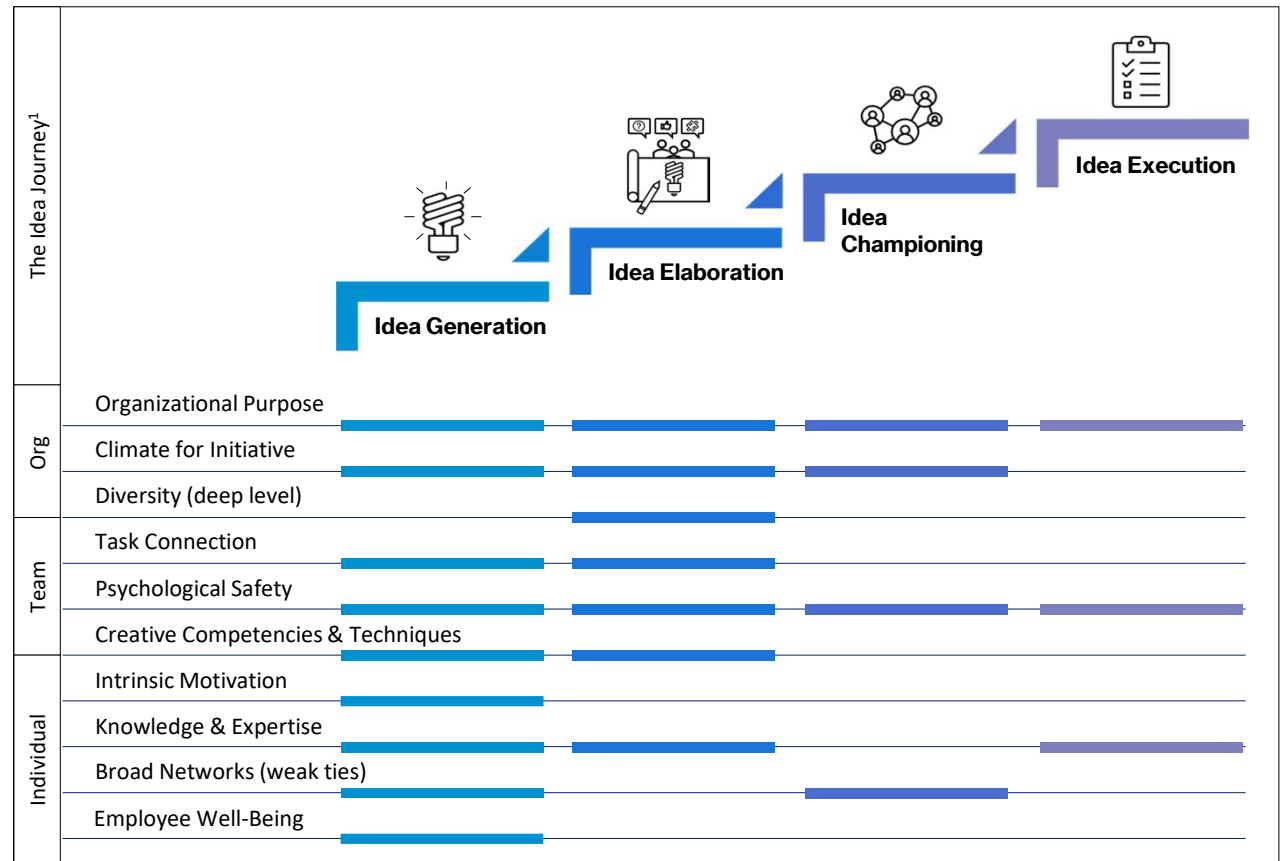 The Idea Journey¹
Idea Execution
Idea
Championing
Idea Elaboration
Idea Generation
Org
Organizational Purpose
Climate for Initiative
Diversity (deep level)
Team
Task Connection
Psychological Safety
Creative Competencies & Techniques
Individual
Intrinsic Motivation
Knowledge & Expertise
Broad Networks (weak ties)
Employee Well-Being